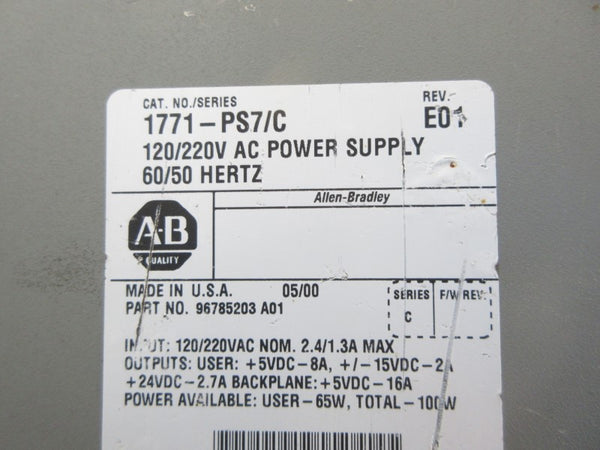 CAT. NO./SERIES
REV.
1771-PS7/C
E01
120/220V AC POWER SUPPLY
60/50 HERTZ
Allen-Bradley
A-B
QUALITY
MADE IN U.S.A. 05/00
PART NO. 96785203 A01
SERIES F/W REV.
C
INPUT: 120/220VAC NOM. 2.4/1.3A MAX
OUTPUTS: USER: +5VDC-8A, +/-15VDC-2A
+24VDC-2.7A BACKPLANE: +5VDC-16A
POWER AVAILABLE: USER-65W, TOTAL-100W